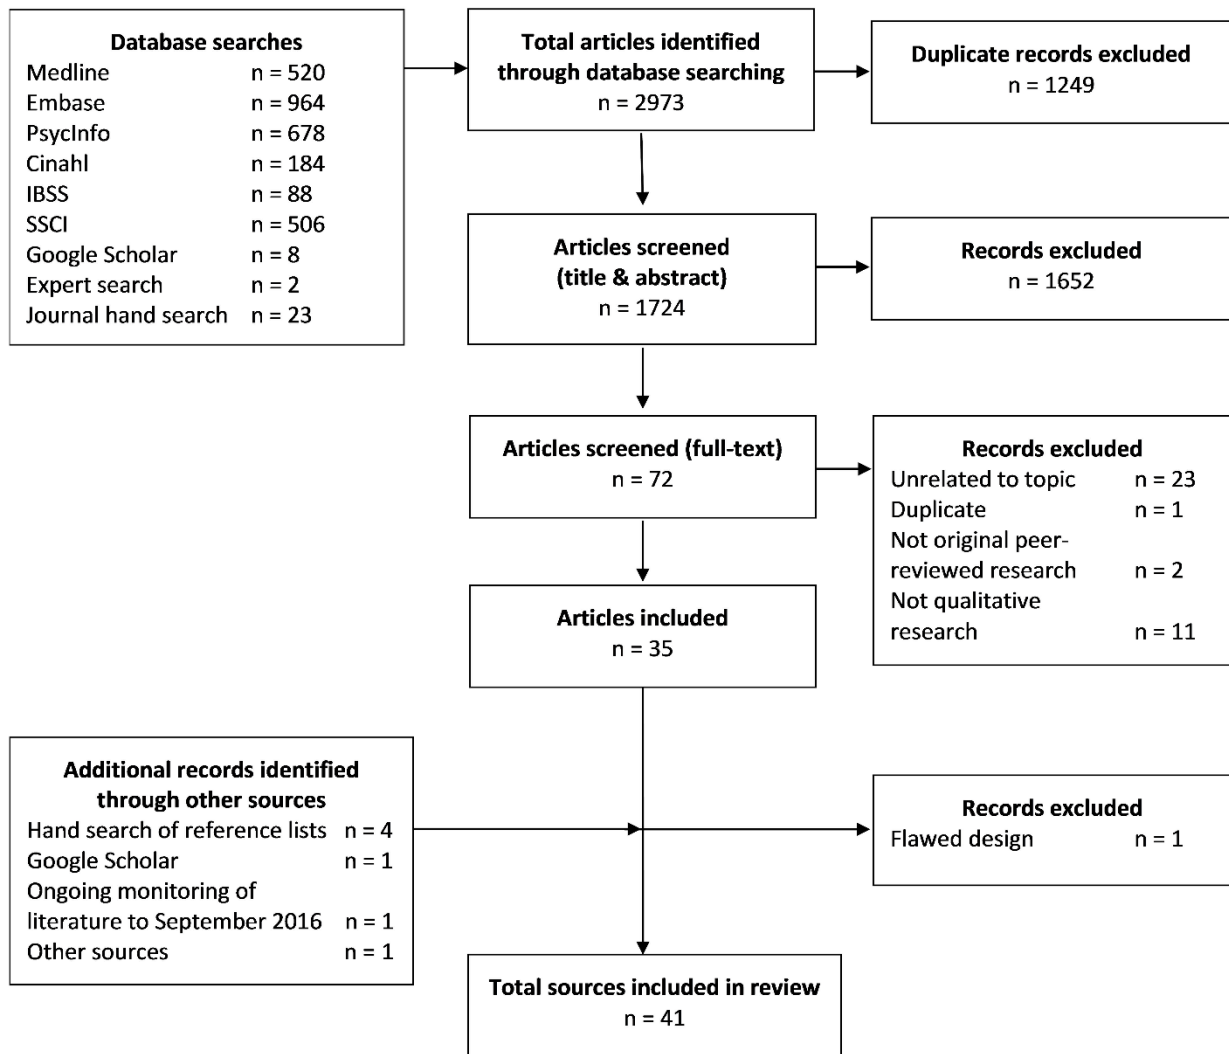 Database searches
Medline n = 520
Embase n = 964
PsycInfo n = 678
Cinahl n = 184
IBSS n = 88
SSCI n = 506
Google Scholar n = 8
Expert search n = 2
Journal hand search n = 23
Total articles identified
through database searching
n = 2973
Duplicate records excluded
n = 1249
Articles screened
(title & abstract)
n = 1724
Records excluded
n = 1652
Articles screened (full-text)
n = 72
Records excluded
Unrelated to topic n = 23
Duplicate n = 1
Not original peer-
reviewed research n = 2
Not qualitative
research n = 11
Articles included
n = 35
Additional records identified
through other sources
Hand search of reference lists n = 4
Google Scholar n = 1
Ongoing monitoring of
literature to September 2016 n = 1
Other sources n = 1
Records excluded
Flawed design n = 1
Total sources included in review
n = 41